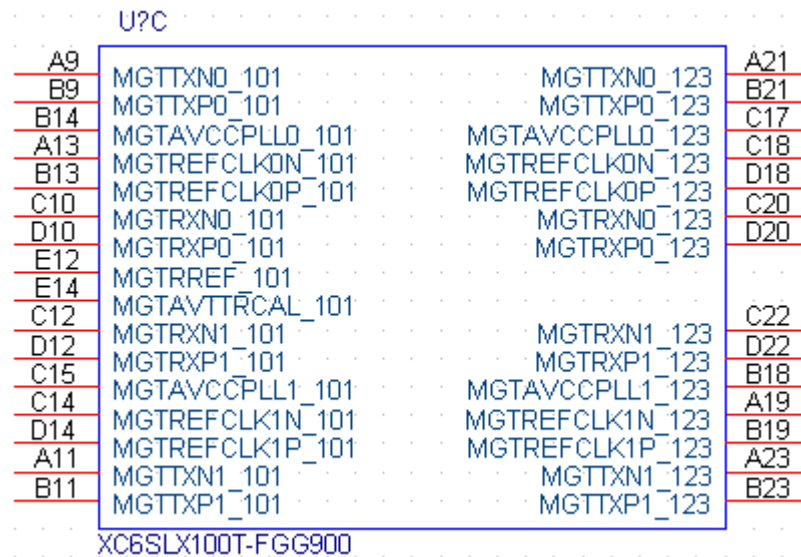 U?C
A9 MGTTXN0_101 MGTTXN0_123 A21
B9 MGTTXP0_101 MGTTXP0_123 B21
B14 MGTAVCCPLL0_101 MGTAVCCPLL0_123 C17
A13 MGTREFCLK0N_101 MGTREFCLK0N_123 C18
B13 MGTREFCLK0P_101 MGTREFCLK0P_123 D18
C10 MGTRXN0_101 MGTRXN0_123 C20
D10 MGTRXP0_101 MGTRXP0_123 D20
E12 MGTRREF_101
E14 MGTAVTTRCAL_101
C12 MGTRXN1_101 MGTRXN1_123 C22
D12 MGTRXP1_101 MGTRXP1_123 D22
C15 MGTAVCCPLL1_101 MGTAVCCPLL1_123 B18
C14 MGTREFCLK1N_101 MGTREFCLK1N_123 A19
D14 MGTREFCLK1P_101 MGTREFCLK1P_123 B19
A11 MGTTXN1_101 MGTTXN1_123 A23
B11 MGTTXP1_101 MGTTXP1_123 B23
XC6SLX100T-FGG900